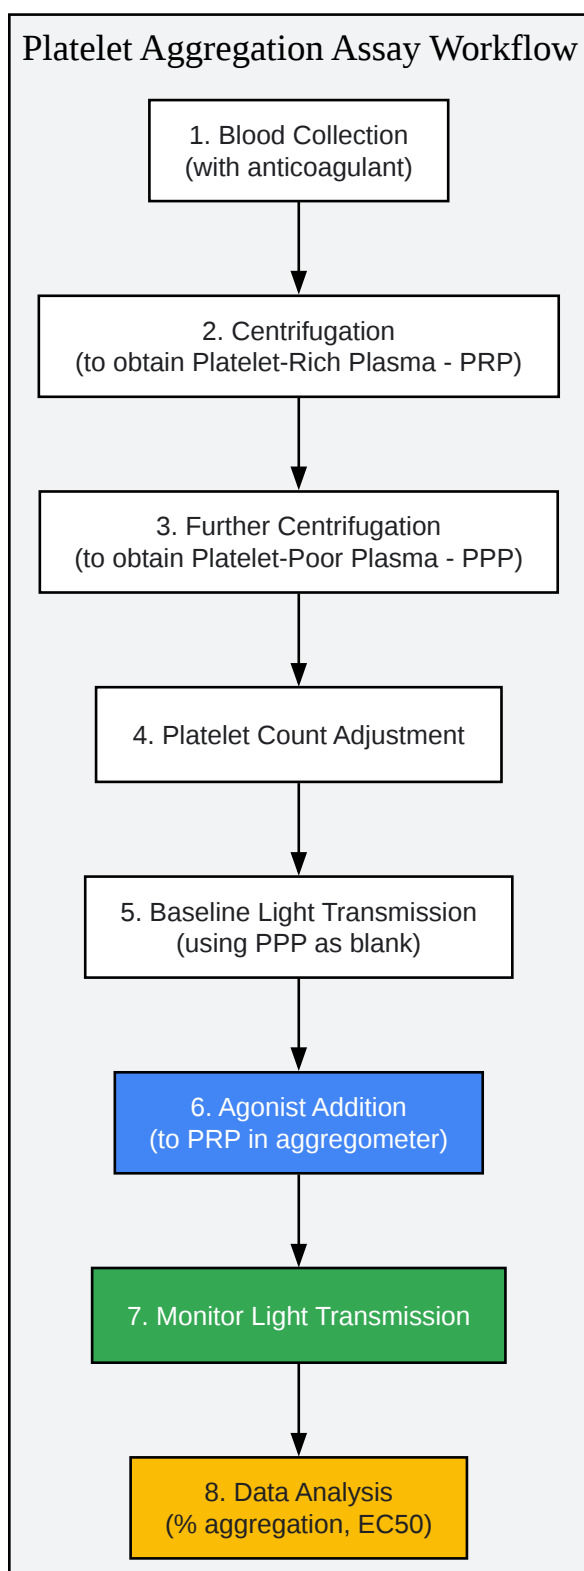 Platelet Aggregation Assay Workflow
1. Blood Collection
(with anticoagulant)
2. Centrifugation
(to obtain Platelet-Rich Plasma - PRP)
3. Further Centrifugation
(to obtain Platelet-Poor Plasma - PPP)
4. Platelet Count Adjustment
5. Baseline Light Transmission
(using PPP as blank)
6. Agonist Addition
(to PRP in aggregometer)
7. Monitor Light Transmission
8. Data Analysis
(% aggregation, EC50)